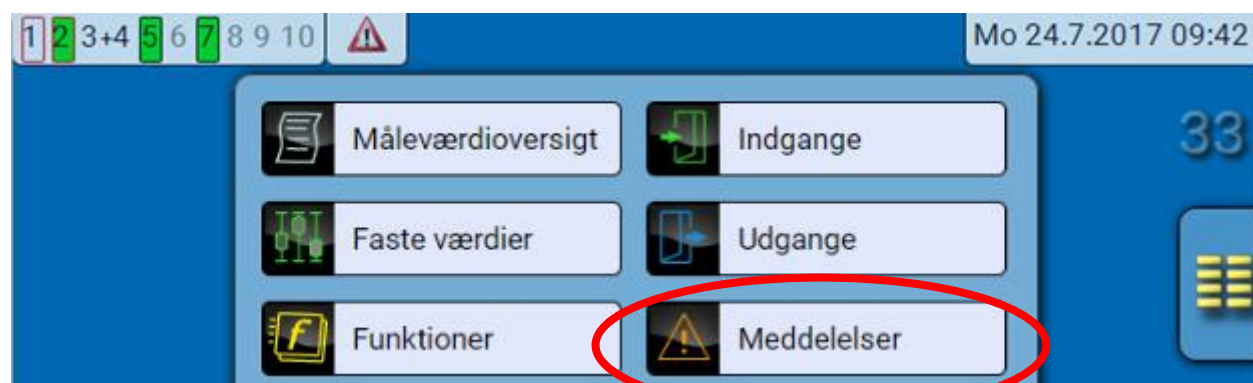 1 2 3+4 5 6 7 8 9 10
Mo 24.7.2017 09:42
Måleværdioversigt
Indgange
33
Faste værdier
Udgange
Funktioner
Meddelelser